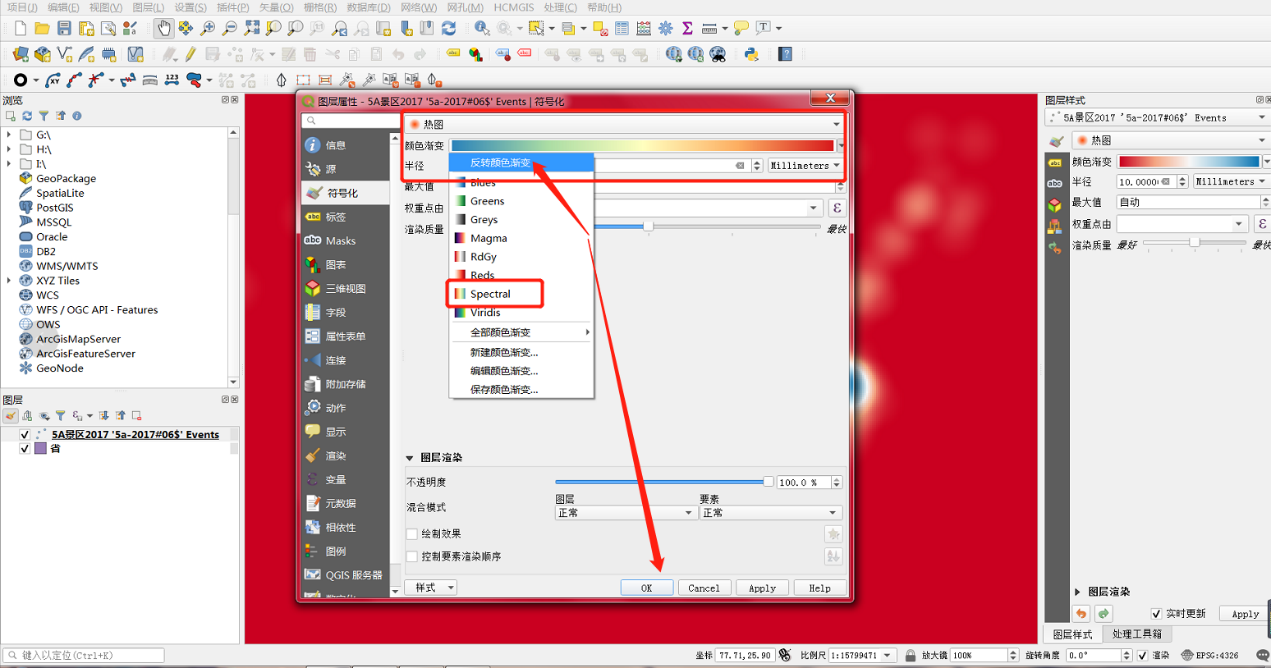 项目(J) 编辑(E) 视图(V) 图层(L) 设置(S) 插件(P) 矢量(O) 栅格(R) 数据库(D) 网络(W) 网孔(M) HCMGIS 处理(C) 帮助(H)
浏览
G:\
H:\
I:\
GeoPackage
SpatiaLite
PostGIS
MSSQL
Oracle
DB2
WMS/WMTS
XYZ Tiles
WCS
WFS / OGC API - Features
OWS
ArcGisMapServer
ArcGisFeatureServer
GeoNode
图层
5A景区2017 '5a-2017#06$' Events
省
图层属性 - 5A景区2017 '5a-2017#06$' Events | 符号化
信息
源
符号化
标签
Masks
图表
三维视图
字段
属性表单
连接
附加存储
动作
显示
渲染
变量
元数据
相依性
图例
QGIS 服务器
热图
颜色渐变
半径
Millimeters
最大值
权重点由
渲染质量
最快
反转颜色渐变
Blues
Greens
Greys
Magma
RdGy
Reds
Spectral
Viridis
全部颜色渐变
新建颜色渐变...
编辑颜色渐变...
保存颜色渐变...
图层渲染
不透明度
100.0 %
混合模式
图层
正常
要素
正常
绘制效果
控制要素渲染顺序
样式
OK
Cancel
Apply
Help
图层样式
5A景区2017 '5a-2017#06$' Events
热图
颜色渐变
半径 10.0000 Millimeters
最大值 自动
权重点由
渲染质量 最好 最快
图层渲染
实时更新
Apply
图层样式 处理工具箱
键入以定位(Ctrl+K)
坐标 77.71,25.90 比例尺 1:15799471 放大镜 100% 旋转角度 0.0° 渲染 EPSG:4326